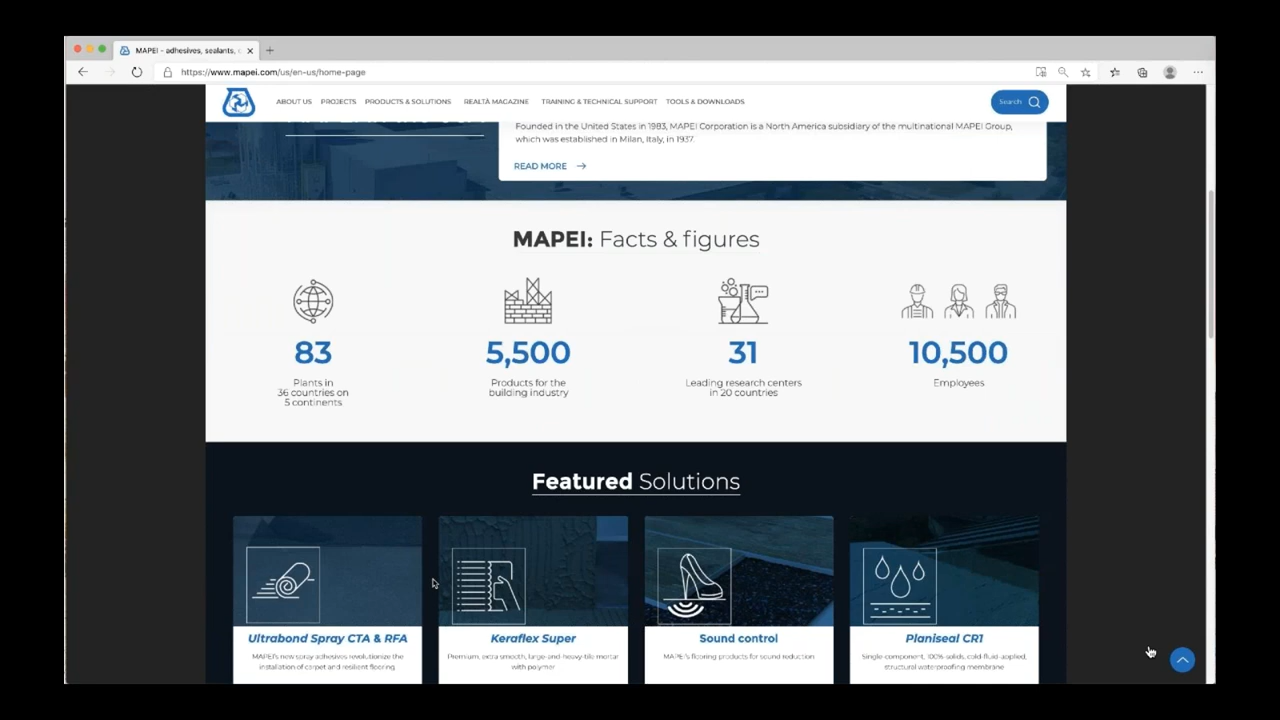 MAPEI - adhesives, sealants, c
https://www.mapei.com/us/en-us/home-page
ABOUT US PROJECTS PRODUCTS & SOLUTIONS REALTÀ MAGAZINE TRAINING & TECHNICAL SUPPORT TOOLS & DOWNLOADS Search
Founded in the United States in 1983, MAPEI Corporation is a North America subsidiary of the multinational MAPEI Group,
which was established in Milan, Italy, in 1937.
READ MORE
MAPEI: Facts & figures
83
Plants in
36 countries on
5 continents
5,500
Products for the
building industry
31
Leading research centers
in 20 countries
10,500
Employees
Featured Solutions
Ultrabond Spray CTA & RFA
MAPEI's new spray adhesives revolutionize the
installation of carpet and resilient flooring.
Keraflex Super
Premium, extra smooth, large-and-heavy-tile mortar
with polymer
Sound control
MAPEI's flooring products for sound reduction
Planiseal CR1
Single-component, 100%-solids, cold-fluid-applied,
structural waterproofing membrane